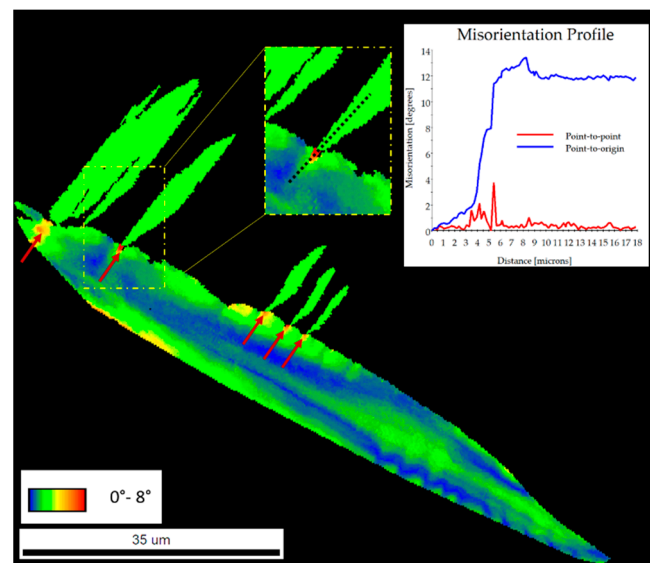 Misorientation Profile
14
12
10
8
6
4
2
0
Misorientation [degrees]
Point-to-point
Point-to-origin
0 1 2 3 4 5 6 7 8 9 10 11 12 13 14 15 16 17 18
Distance [microns]
0°- 8°
35 um